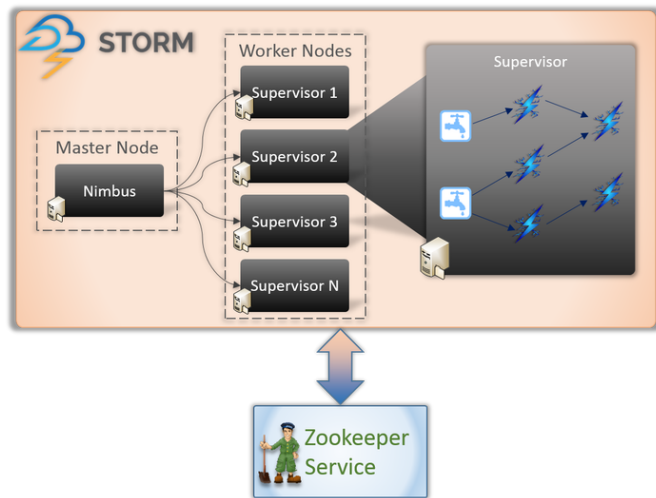 STORM
Worker Nodes
Supervisor 1
Supervisor 2
Supervisor 3
Supervisor N
Master Node
Nimbus
Supervisor
Zookeeper
Service